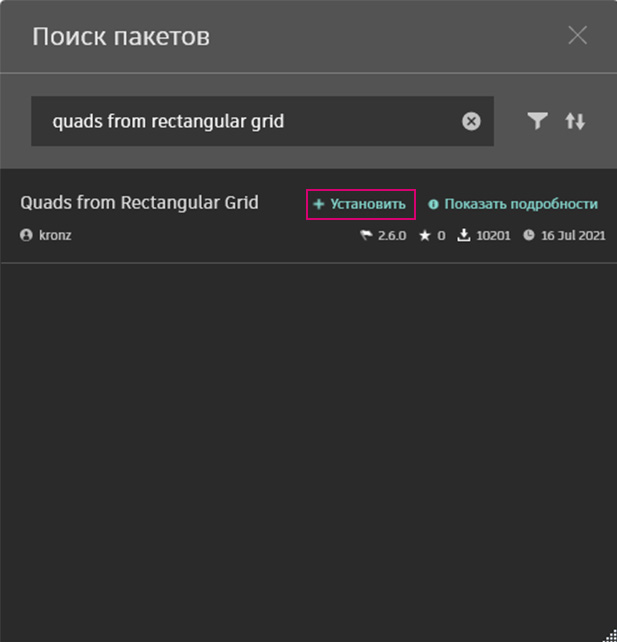 Поиск пакетов
quads from rectangular grid
Quads from Rectangular Grid Установить Показать подробности
kronz 2.6.0 0 10201 16 Jul 2021